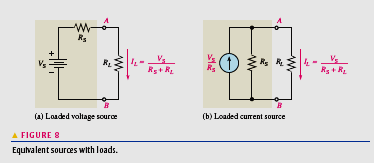 A
R_S
V_S
+
−
R_L
I_L = V_S / (R_S + R_L)
B
(a) Loaded voltage source
A
V_S / R_S
R_S
R_L
I_L = V_S / (R_S + R_L)
B
(b) Loaded current source
▲ FIGURE 8
Equivalent sources with loads.